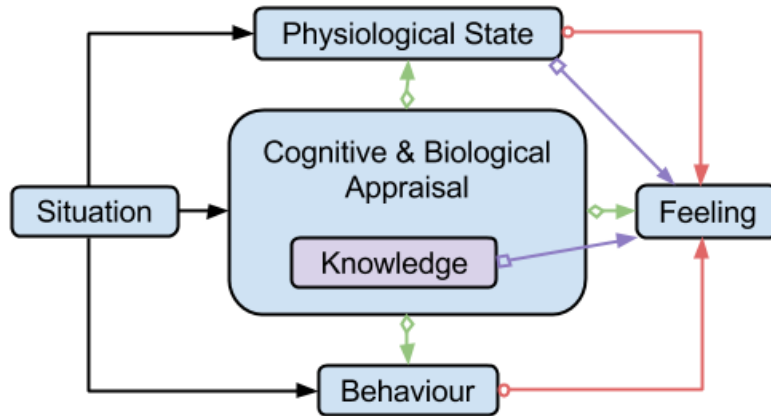 Physiological State
Cognitive & Biological
Appraisal
Situation
Feeling
Knowledge
Behaviour